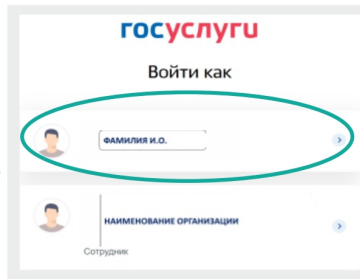 госуслуги
Войти как
ФАМИЛИЯ И.О.
НАИМЕНОВАНИЕ ОРГАНИЗАЦИИ
Сотрудник